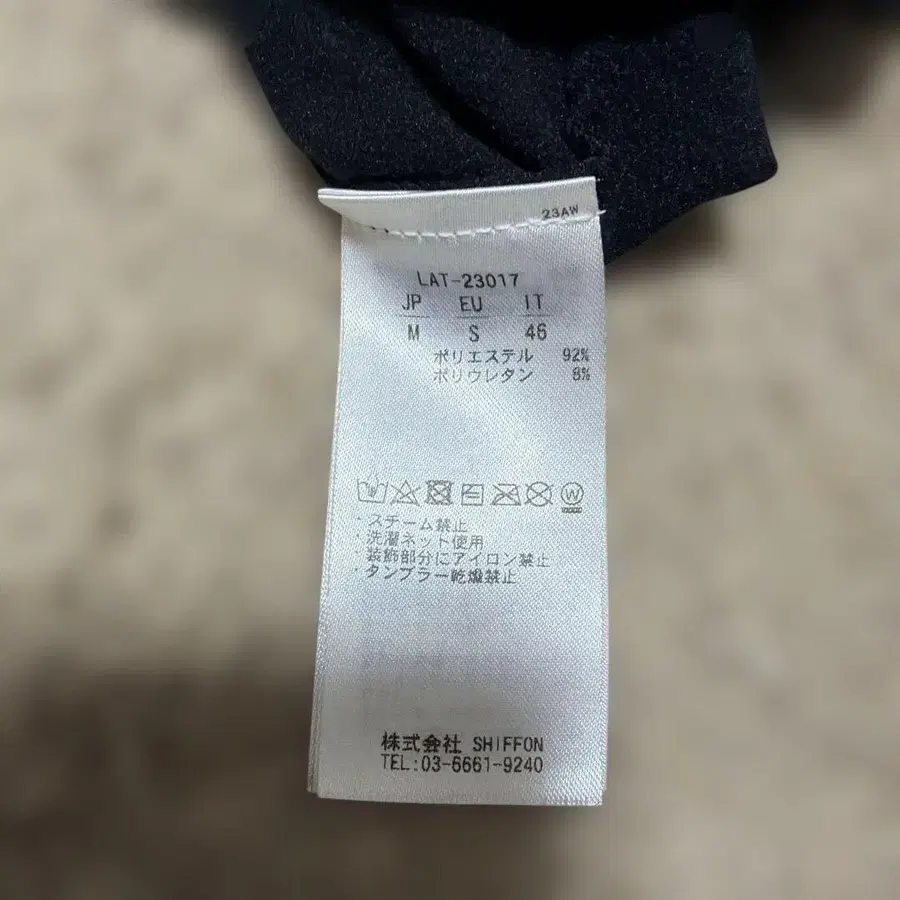 23AW
LAT-23017
JP EU IT
M S 46
ポリエステル 92%
ポリウレタン 8%
・スチーム禁止
・洗濯ネット使用
・装飾部分にアイロン禁止
・タンブラー乾燥禁止
株式会社 SHIFFON
TEL:03-6661-9240